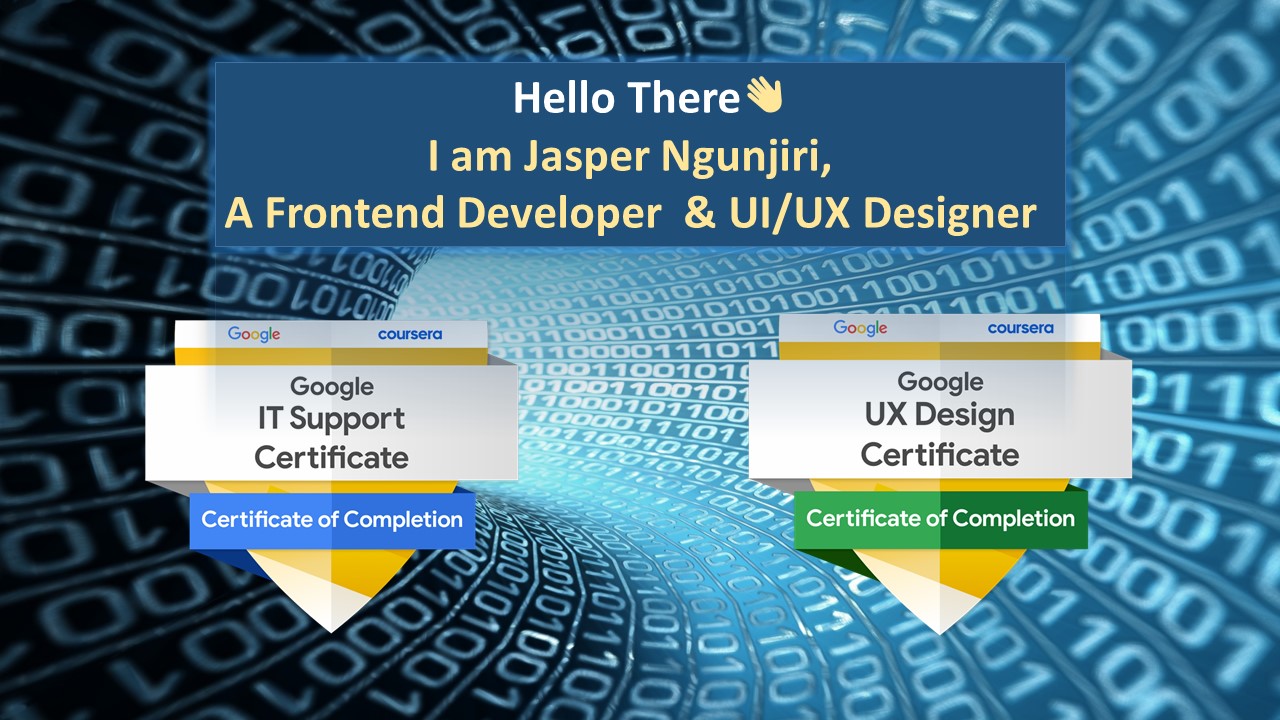 Hello There👋
I am Jasper Ngunjiri,
A Frontend Developer & UI/UX Designer
Google coursera
Google
IT Support
Certificate
Certificate of Completion
Google coursera
Google
UX Design
Certificate
Certificate of Completion